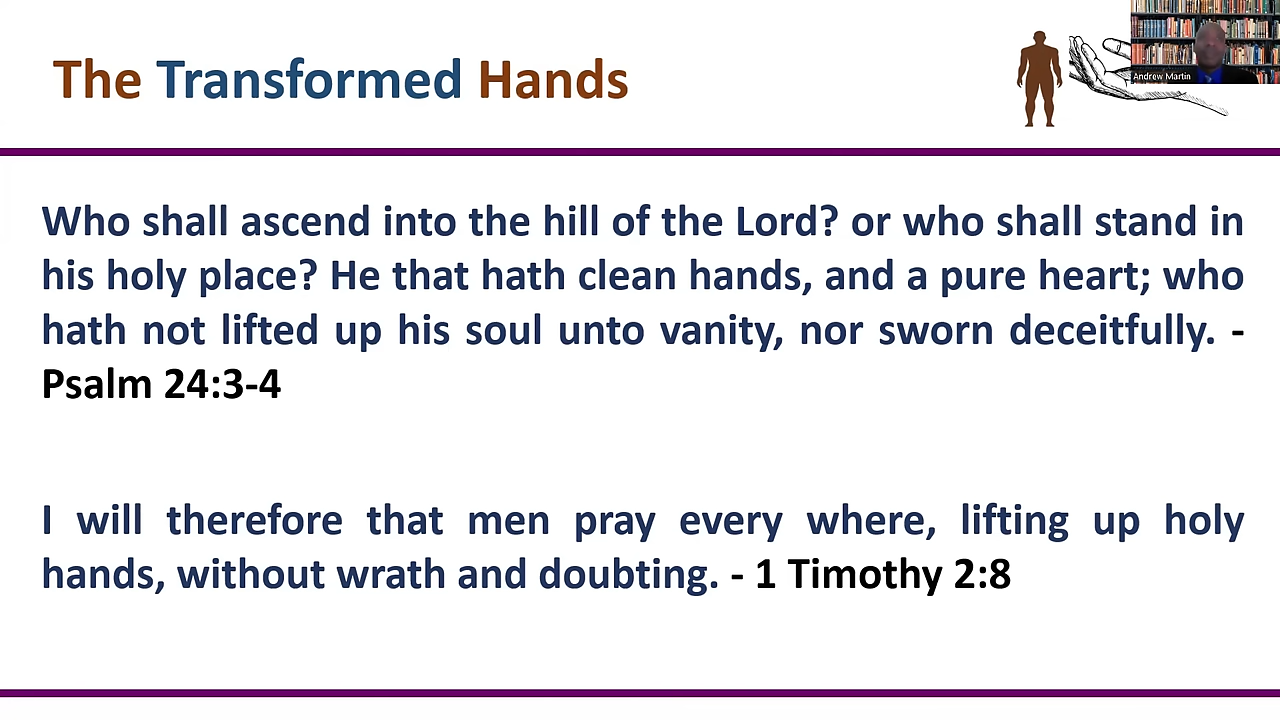 The Transformed Hands
Andrew Martin
Who shall ascend into the hill of the Lord? or who shall stand in
his holy place? He that hath clean hands, and a pure heart; who
hath not lifted up his soul unto vanity, nor sworn deceitfully. -
Psalm 24:3-4
I will therefore that men pray every where, lifting up holy
hands, without wrath and doubting. - 1 Timothy 2:8